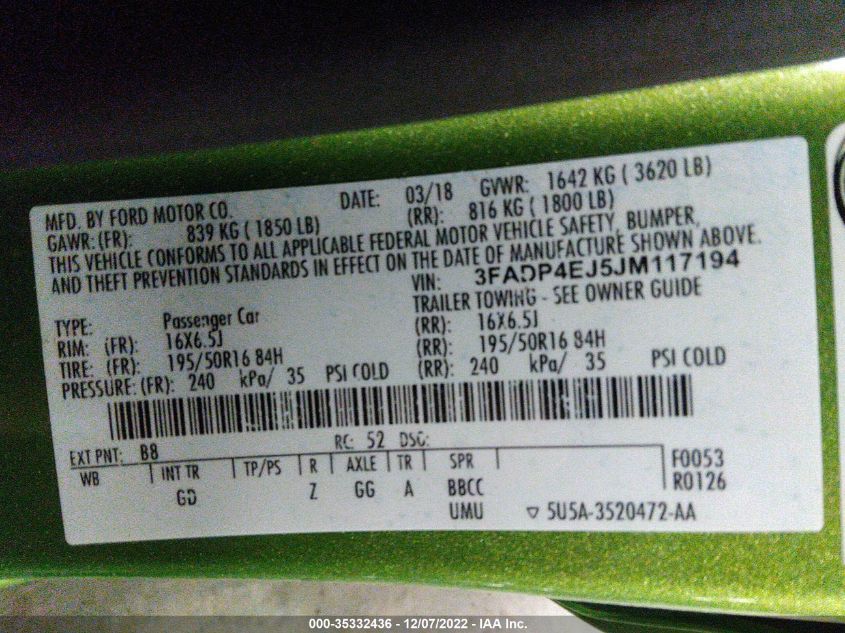 MFD. BY FORD MOTOR CO. DATE: 03/18 GVWR: 1642 KG ( 3620 LB)
GAWR: (FR): 839 KG ( 1850 LB) (RR): 816 KG ( 1800 LB)
THIS VEHICLE CONFORMS TO ALL APPLICABLE FEDERAL MOTOR VEHICLE SAFETY, BUMPER,
AND THEFT PREVENTION STANDARDS IN EFFECT ON THE DATE OF MANUFACTURE SHOWN ABOVE.
VIN: 3FADP4EJ5JM117194
TYPE: Passenger Car TRAILER TOWING - SEE OWNER GUIDE
RIM: (FR): 16X6.5J (RR): 16X6.5J
TIRE: (FR): 195/50R16 84H (RR): 195/50R16 84H
PRESSURE: (FR): 240 kPa/ 35 PSI COLD (RR): 240 kPa/ 35 PSI COLD
EXT PNT: B8 RC: 52 DSO:
WB INT TR TP/PS R AXLE TR SPR F0053
GD Z GG A BBCC R0126
UMU ▽ 5U5A-3520472-AA
000-35332436 - 12/07/2022 - IAA Inc.